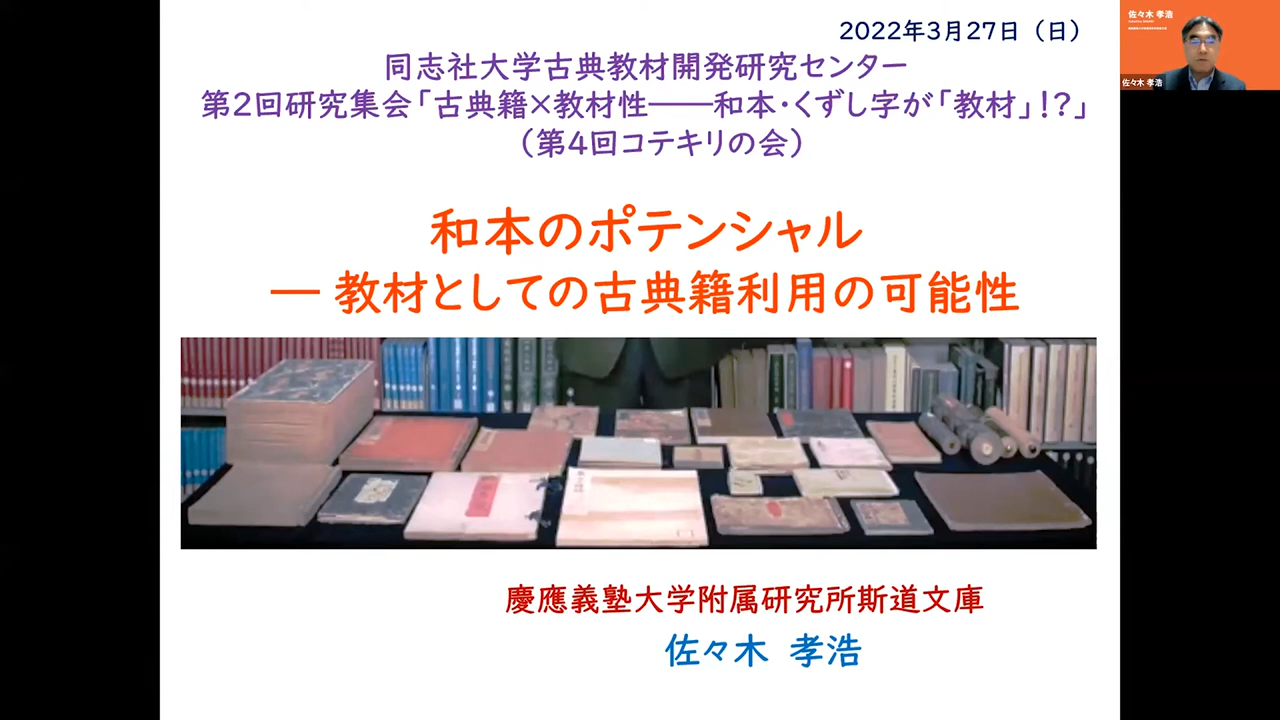 2022年3月27日（日）
同志社大学古典教材開発研究センター
第2回研究集会「古典籍×教材性――和本・くずし字が「教材」！？」
（第4回コテキリの会）
和本のポテンシャル
― 教材としての古典籍利用の可能性
慶應義塾大学附属研究所斯道文庫
佐々木 孝浩
佐々木 孝浩
佐々木 孝浩